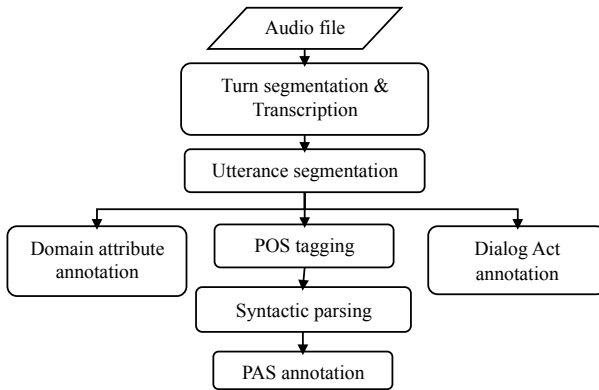 Audio file
Turn segmentation &
Transcription
Utterance segmentation
Domain attribute
annotation
POS tagging
Dialog Act
annotation
Syntactic parsing
PAS annotation